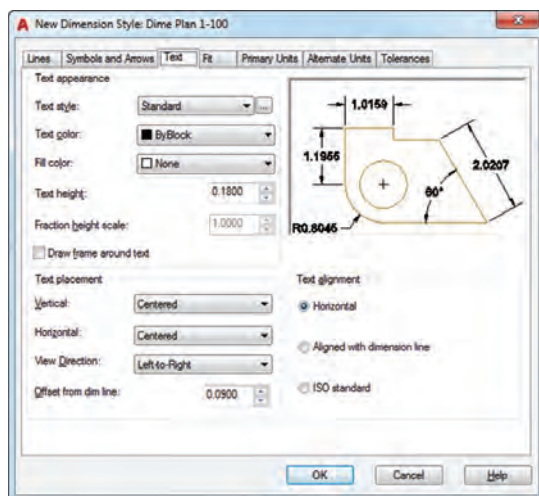 New Dimension Style: Dime Plan 1-100
Lines Symbols and Arrows Text Fit Primary Units Alternate Units Tolerances
Text appearance
Text style: Standard ...
Text color: ByBlock
Fill color: None
Text height: 0.1800
Fraction height scale: 1.0000
Draw frame around text
1.0159
1.1955
2.0207
60°
R0.8045
Text placement
Vertical: Centered
Horizontal: Centered
View Direction: Left-to-Right
Offset from dim line: 0.0900
Text alignment
Horizontal
Aligned with dimension line
ISO standard
OK Cancel Help